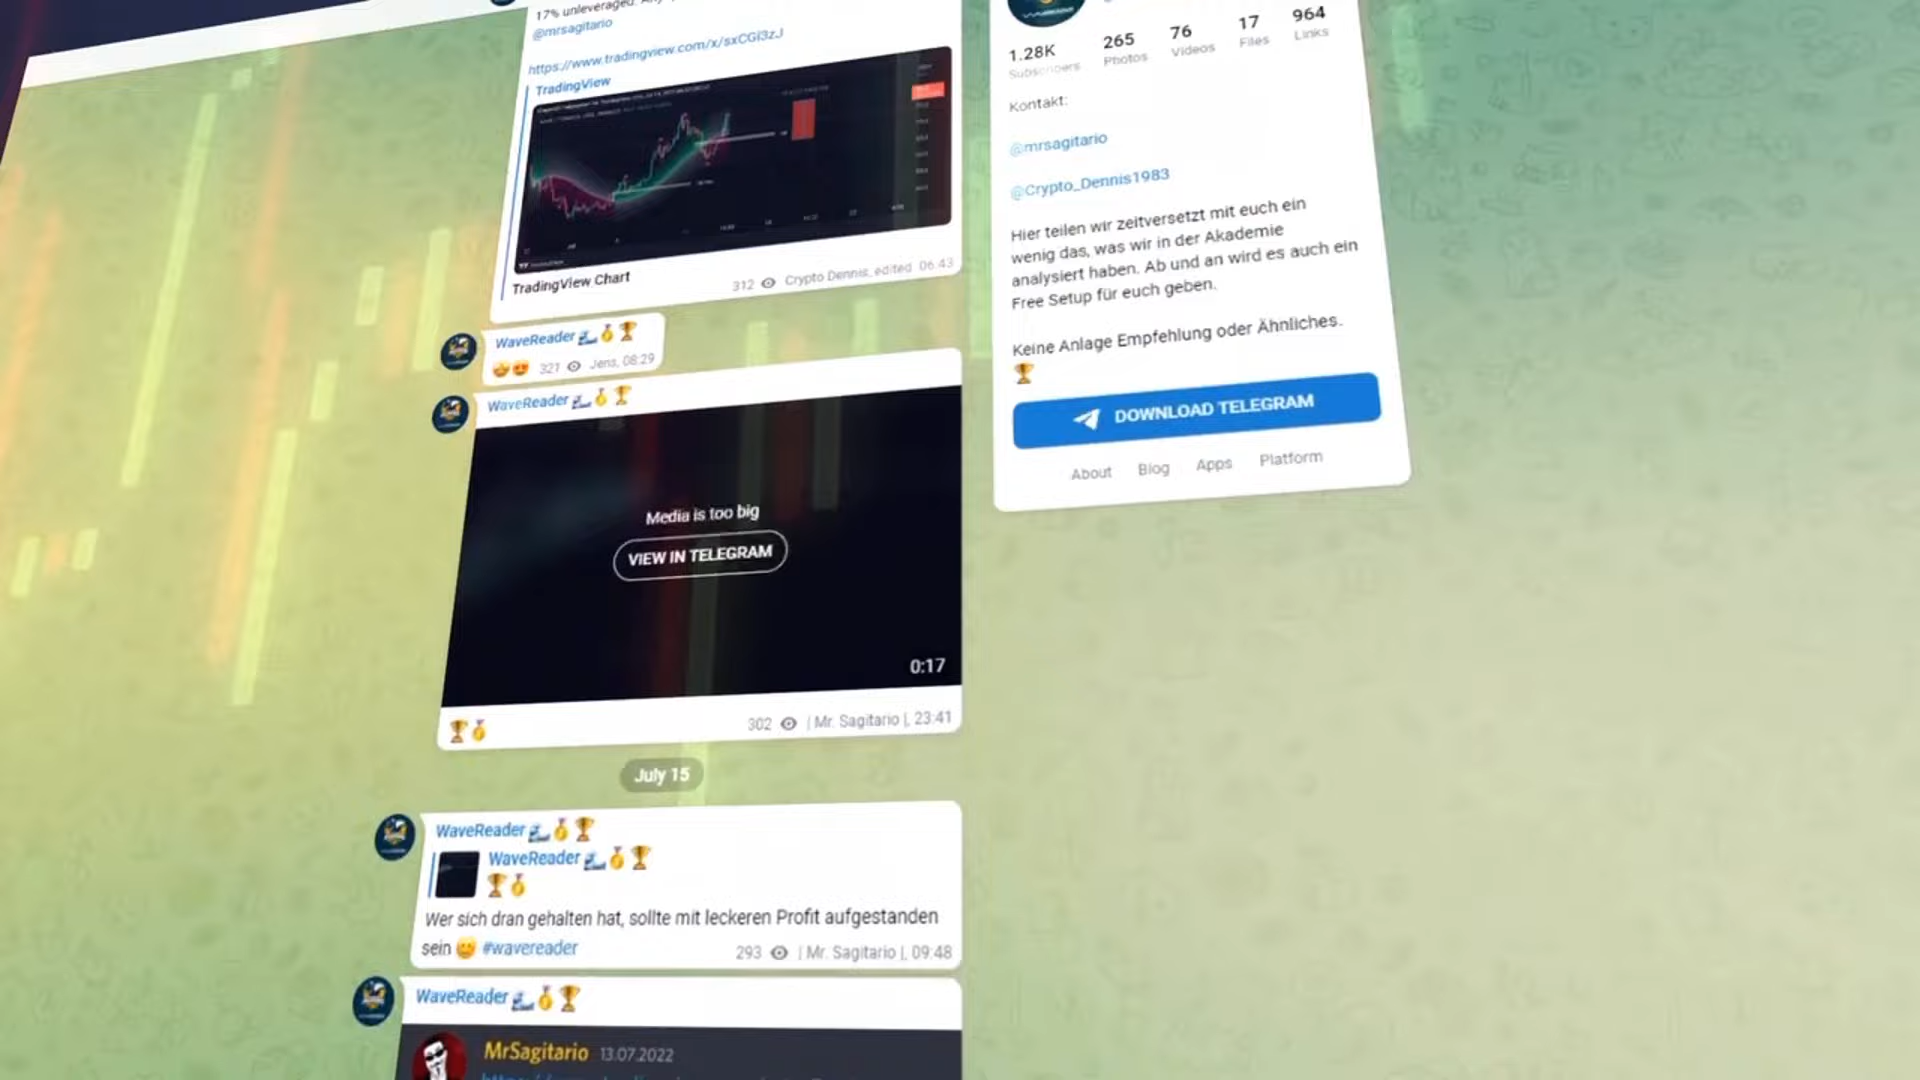 17% unleveraged.
@mrsagitario
https://www.tradingview.com/x/sxCGl3zJ
TradingView
TradingView Chart
312 Crypto Dennis, edited 06:43
WaveReader
321 Jens, 08:29
WaveReader
Media is too big
VIEW IN TELEGRAM
0:17
302 | Mr. Sagitario |, 23:41
July 15
WaveReader
WaveReader
Wer sich dran gehalten hat, sollte mit leckeren Profit aufgestanden
sein #wavereader
293 | Mr. Sagitario |, 09:48
WaveReader
MrSagitario 13.07.2022
1.28K 265 76 17 964
Subscribers Photos Videos Files Links
Kontakt:
@mrsagitario
@Crypto_Dennis1983
Hier teilen wir zeitversetzt mit euch ein
wenig das, was wir in der Akademie
analysiert haben. Ab und an wird es auch ein
Free Setup für euch geben.
Keine Anlage Empfehlung oder Ähnliches.
DOWNLOAD TELEGRAM
About Blog Apps Platform